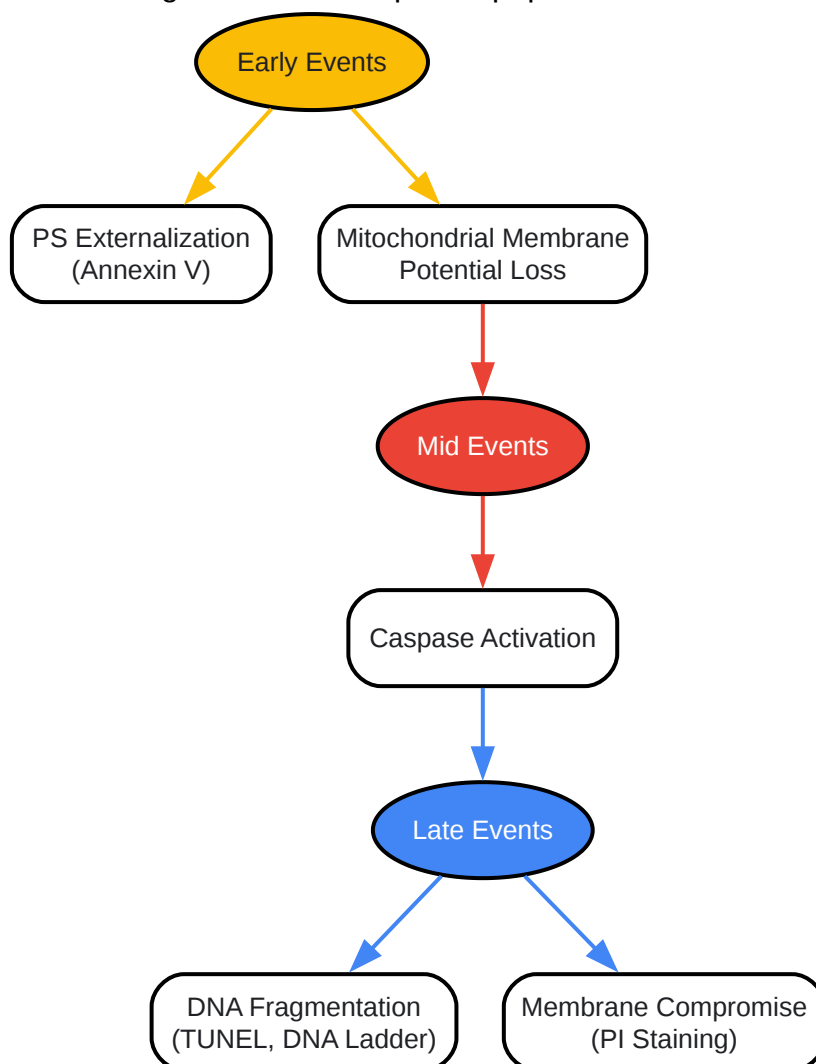 Early Events
PS Externalization
(Annexin V)
Mitochondrial Membrane
Potential Loss
Mid Events
Caspase Activation
Late Events
DNA Fragmentation
(TUNEL, DNA Ladder)
Membrane Compromise
(PI Staining)